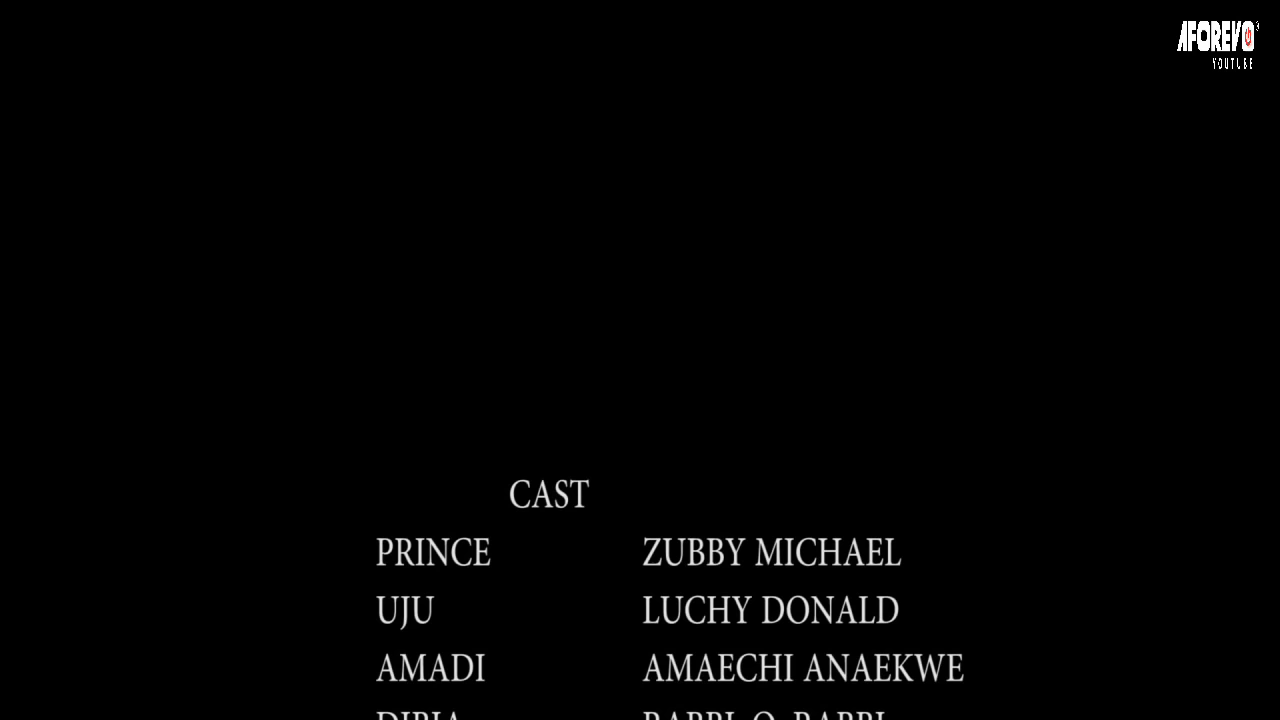 AFOREVO
YOUTUBE
CAST
PRINCE ZUBBY MICHAEL
UJU LUCHY DONALD
AMADI AMAECHI ANAEKWE